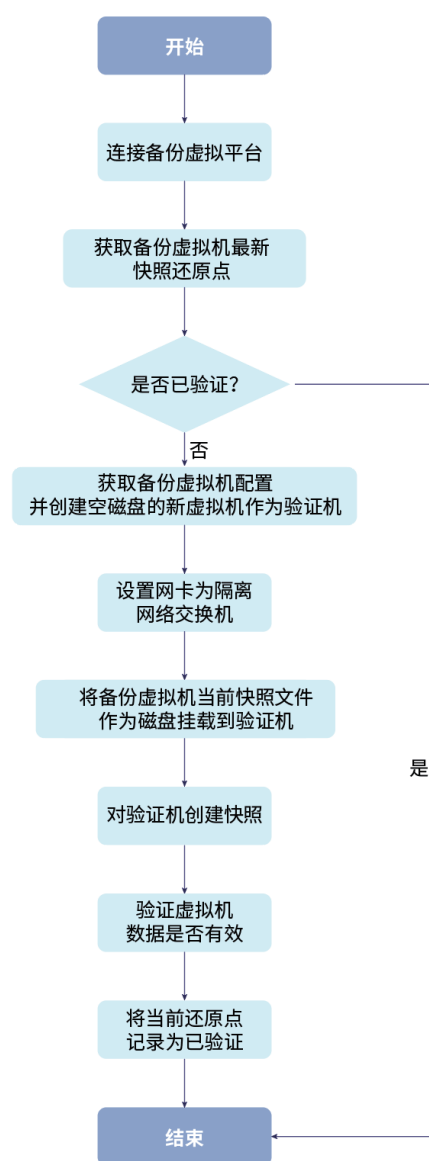 开始
连接备份虚拟平台
获取备份虚拟机最新
快照还原点
是否已验证？
否
获取备份虚拟机配置
并创建空磁盘的新虚拟机作为验证机
设置网卡为隔离
网络交换机
将备份虚拟机当前快照文件
作为磁盘挂载到验证机
是
对验证机创建快照
验证虚拟机
数据是否有效
将当前还原点
记录为已验证
结束